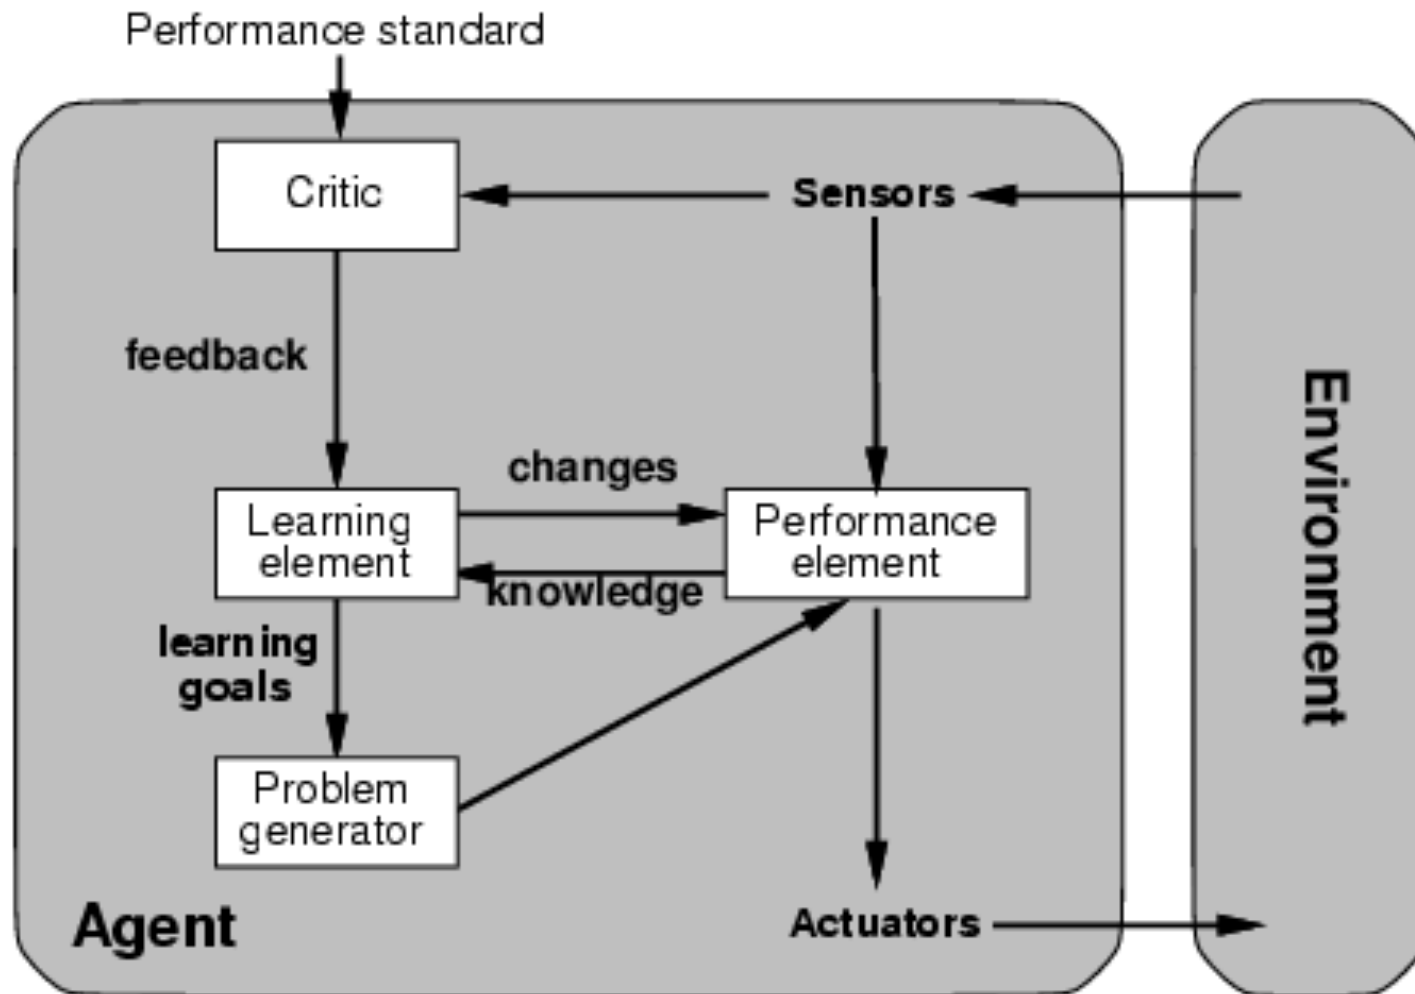 Performance standard
Critic
Sensors
feedback
changes
Learning
element
Performance
element
knowledge
learning
goals
Problem
generator
Agent
Actuators
Environment